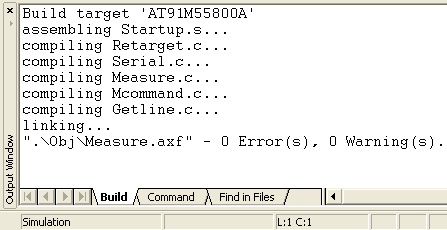 Build target 'AT91M55800A'
assembling Startup.s...
compiling Retarget.c...
compiling Serial.c...
compiling Measure.c...
compiling Mcommand.c...
compiling Getline.c...
linking...
".\Obj\Measure.axf" - 0 Error(s), 0 Warning(s).
Output Window
Build
Command
Find in Files
Simulation
L:1 C:1